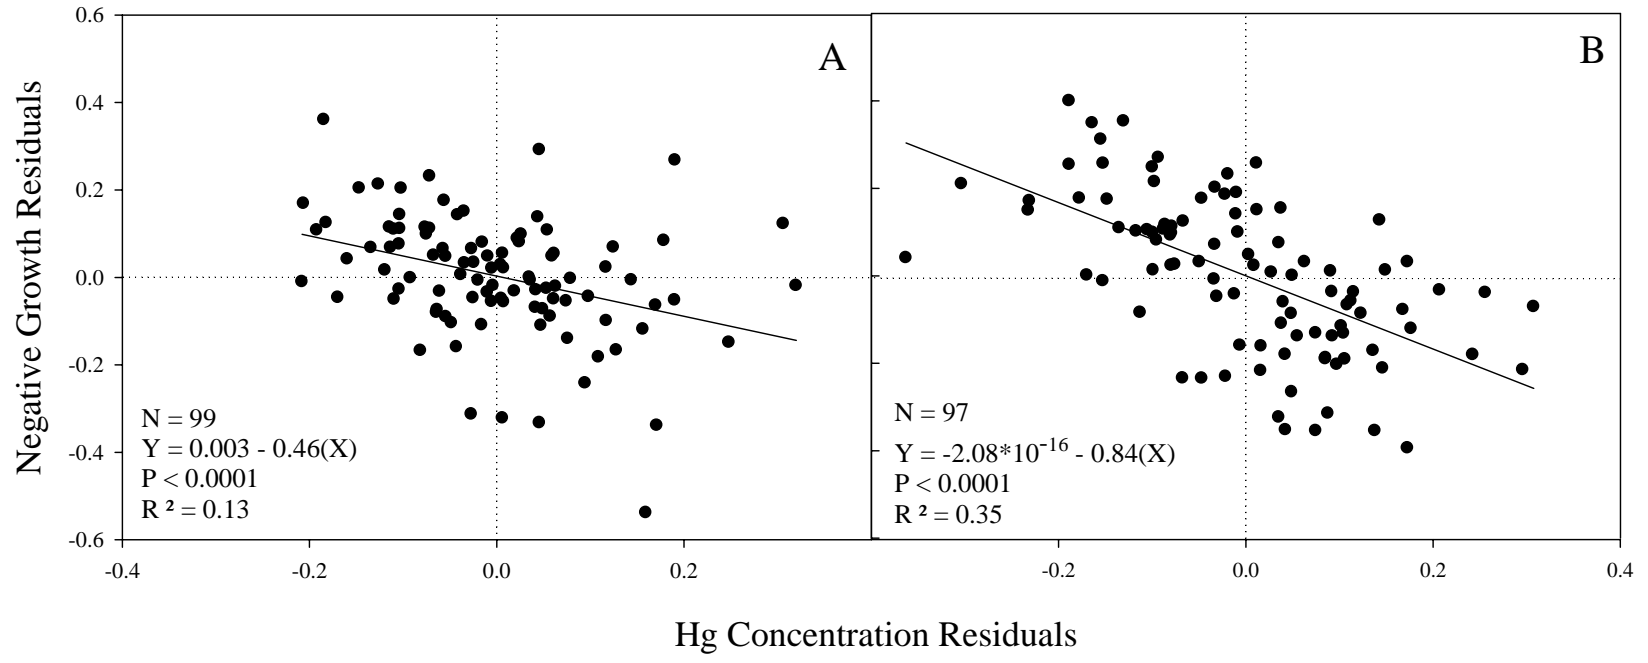 Negative Growth Residuals
0.6
0.4
0.2
0.0
-0.2
-0.4
-0.6
A
N = 99
Y = 0.003 - 0.46(X)
P < 0.0001
R ² = 0.13
B
N = 97
Y = -2.08*10⁻¹⁶ - 0.84(X)
P < 0.0001
R ² = 0.35
-0.4 -0.2 0.0 0.2 -0.2 0.0 0.2 0.4
Hg Concentration Residuals